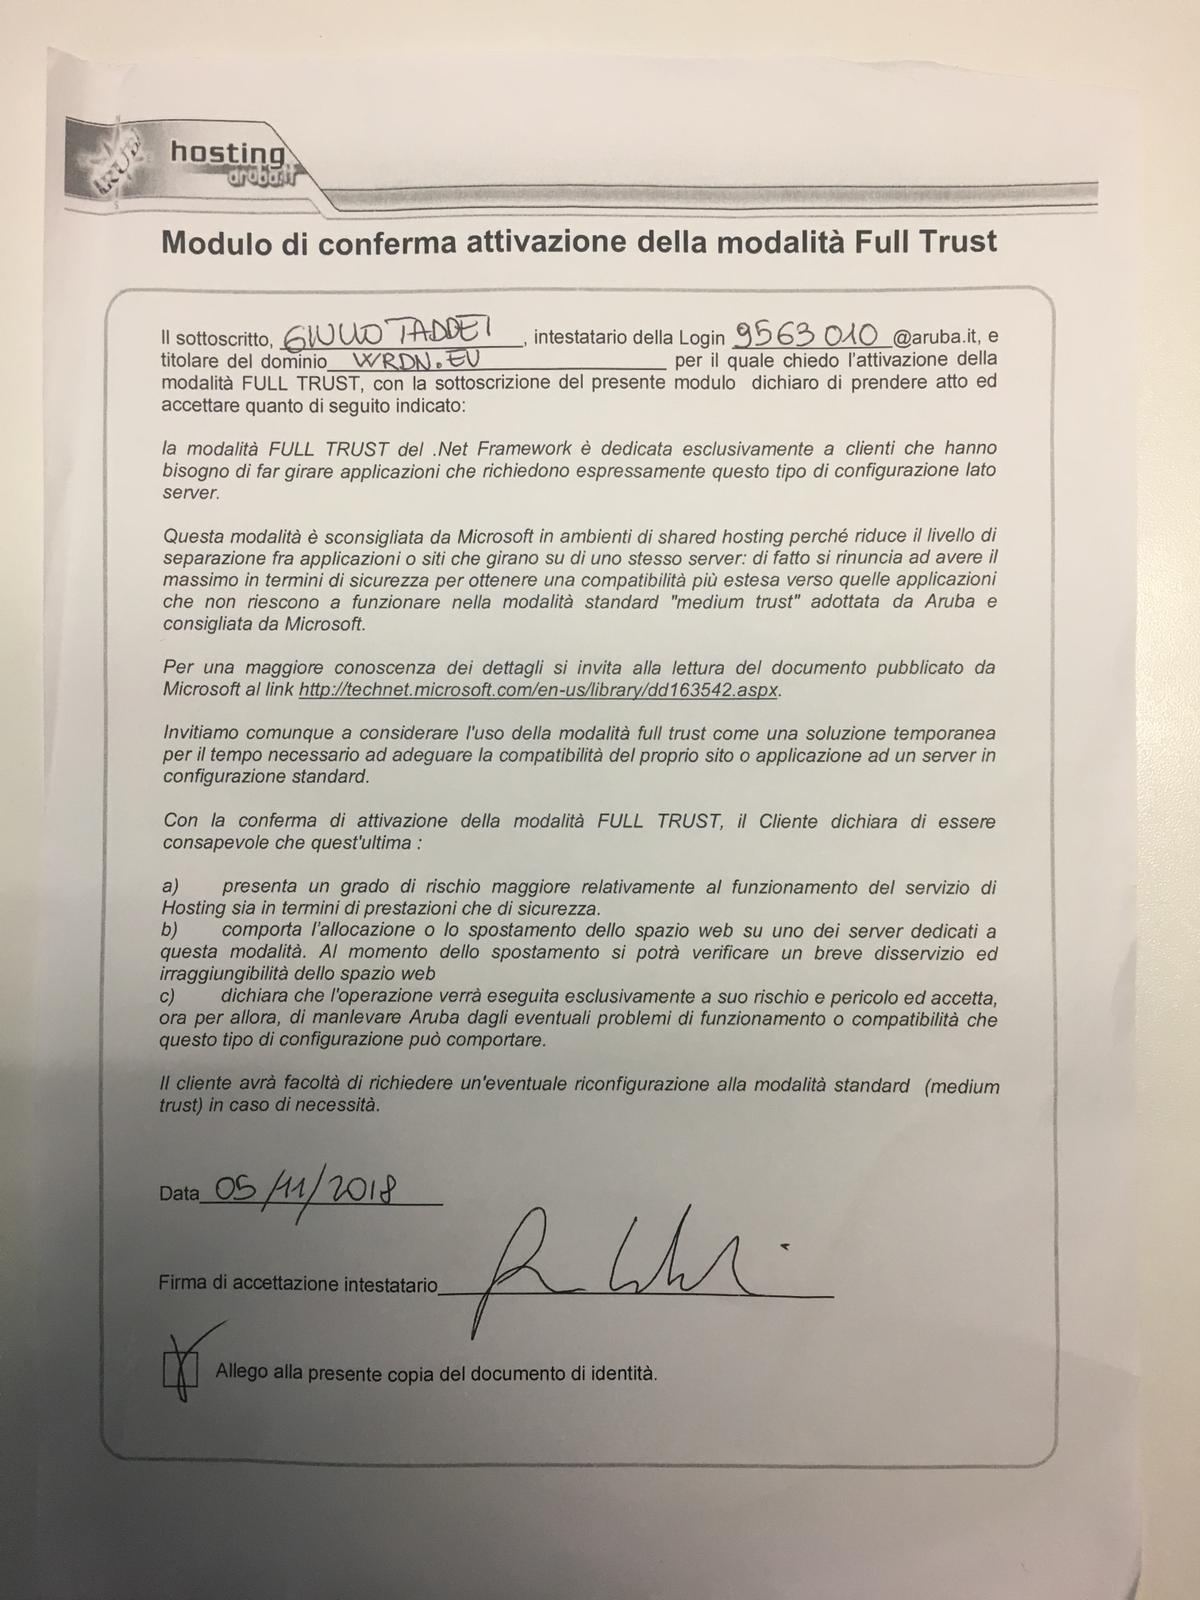 ARUBA
hosting
aruba.it
Modulo di conferma attivazione della modalità Full Trust
Il sottoscritto, GIULIO TADDEI, intestatario della Login 9563010 @aruba.it, e
titolare del dominio WRDN.EU per il quale chiedo l'attivazione della
modalità FULL TRUST, con la sottoscrizione del presente modulo dichiaro di prendere atto ed
accettare quanto di seguito indicato:
la modalità FULL TRUST del .Net Framework è dedicata esclusivamente a clienti che hanno
bisogno di far girare applicazioni che richiedono espressamente questo tipo di configurazione lato
server.
Questa modalità è sconsigliata da Microsoft in ambienti di shared hosting perché riduce il livello di
separazione fra applicazioni o siti che girano su di uno stesso server: di fatto si rinuncia ad avere il
massimo in termini di sicurezza per ottenere una compatibilità più estesa verso quelle applicazioni
che non riescono a funzionare nella modalità standard "medium trust" adottata da Aruba e
consigliata da Microsoft.
Per una maggiore conoscenza dei dettagli si invita alla lettura del documento pubblicato da
Microsoft al link http://technet.microsoft.com/en-us/library/dd163542.aspx.
Invitiamo comunque a considerare l'uso della modalità full trust come una soluzione temporanea
per il tempo necessario ad adeguare la compatibilità del proprio sito o applicazione ad un server in
configurazione standard.
Con la conferma di attivazione della modalità FULL TRUST, il Cliente dichiara di essere
consapevole che quest'ultima :
a) presenta un grado di rischio maggiore relativamente al funzionamento del servizio di
Hosting sia in termini di prestazioni che di sicurezza.
b) comporta l'allocazione o lo spostamento dello spazio web su uno dei server dedicati a
questa modalità. Al momento dello spostamento si potrà verificare un breve disservizio ed
irraggiungibilità dello spazio web
c) dichiara che l'operazione verrà eseguita esclusivamente a suo rischio e pericolo ed accetta,
ora per allora, di manlevare Aruba dagli eventuali problemi di funzionamento o compatibilità che
questo tipo di configurazione può comportare.
Il cliente avrà facoltà di richiedere un'eventuale riconfigurazione alla modalità standard (medium
trust) in caso di necessità.
Data 05/11/2018
Firma di accettazione intestatario
Allego alla presente copia del documento di identità.